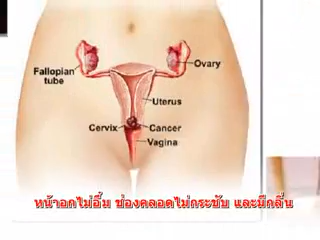 Ovary
Fallopian
tube
Uterus
Cervix Cancer
Vagina
หน้าอกไม่อึ๋ม ช่องคลอดไม่กระชับ และมีกลิ่น